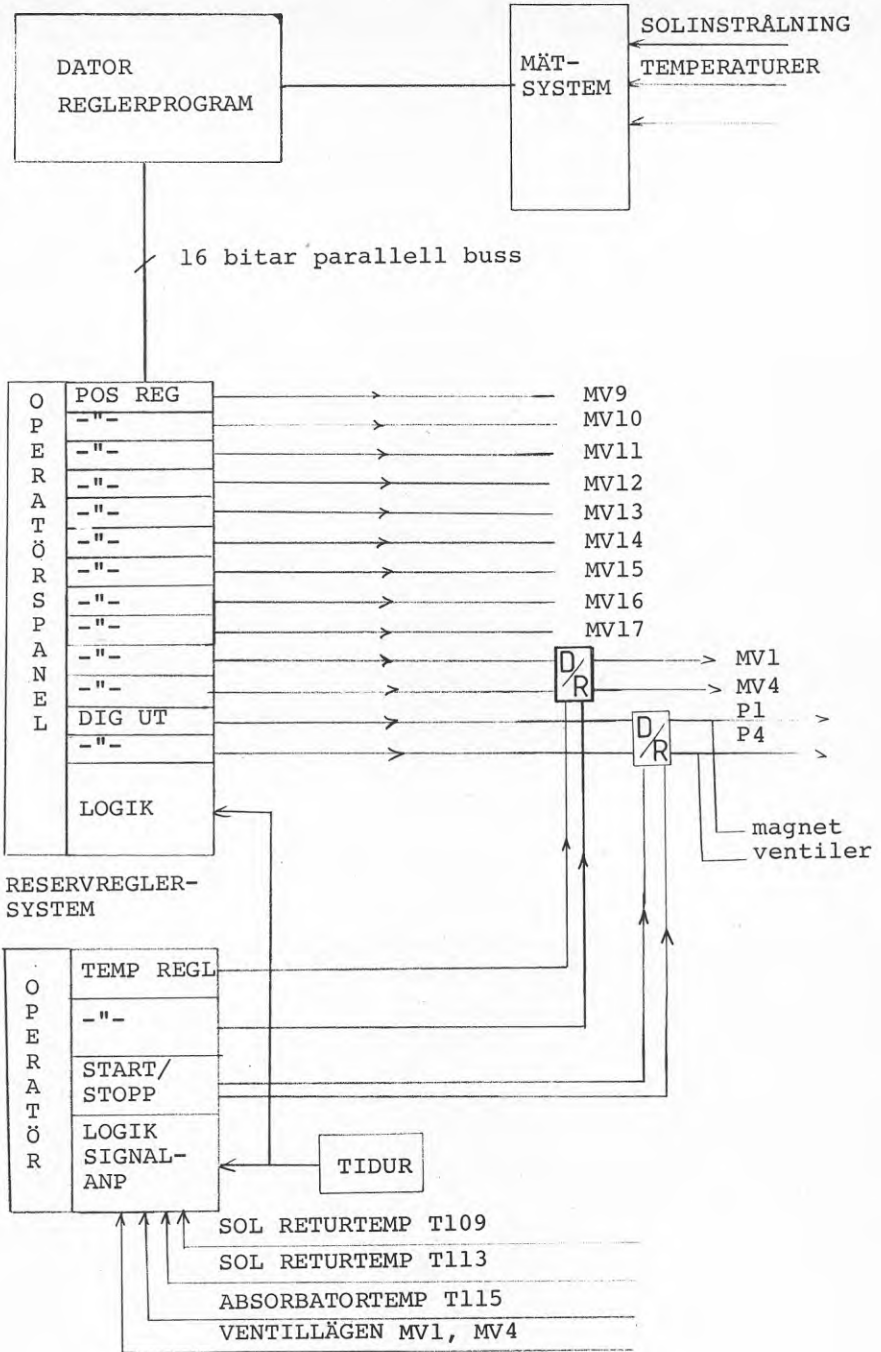 SOLINSTRÅLNING
DATOR
REGLERPROGRAM
MÄT-
SYSTEM
TEMPERATURER
16 bitar parallell buss
OPERATÖRSPANEL
POS REG
-"-
-"-
-"-
-"-
-"-
-"-
-"-
-"-
-"-
-"-
DIG UT
-"-
LOGIK
MV9
MV10
MV11
MV12
MV13
MV14
MV15
MV16
MV17
D/R
MV1
MV4
D/R
P1
P4
magnet
ventiler
RESERVREGLER-
SYSTEM
OPERATÖR
TEMP REGL
-"-
START/
STOPP
LOGIK
SIGNAL-
ANP
TIDUR
SOL RETURTEMP T109
SOL RETURTEMP T113
ABSORBATORTEMP T115
VENTILLÄGEN MV1, MV4